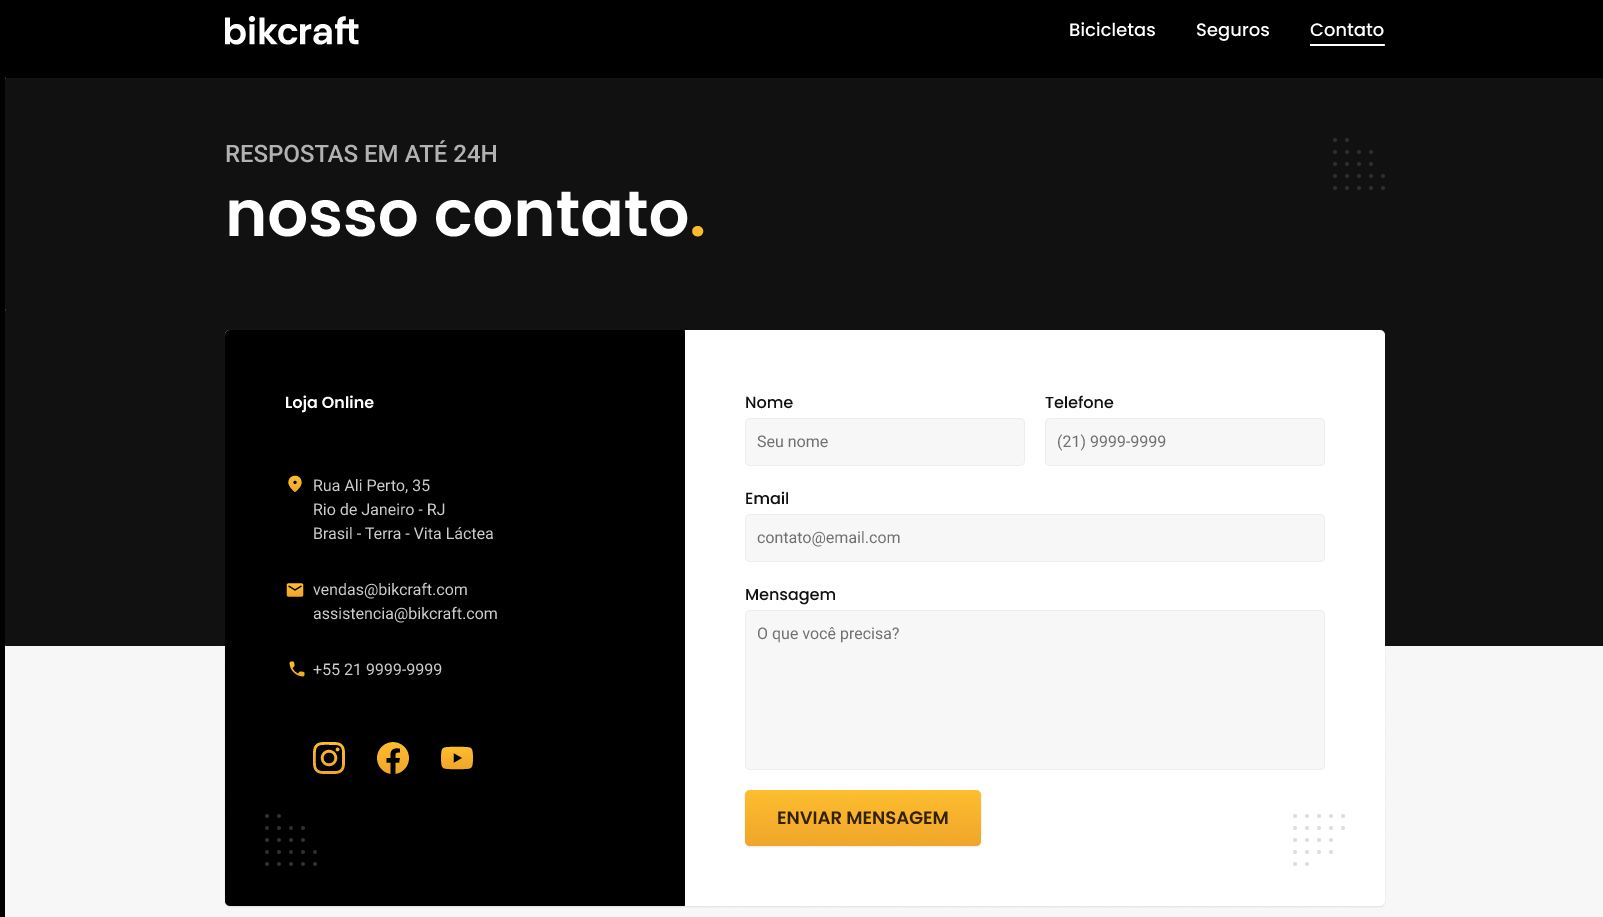 bikcraft
Bicicletas
Seguros
Contato
RESPOSTAS EM ATÉ 24H
nosso contato.
Loja Online
Rua Ali Perto, 35
Rio de Janeiro - RJ
Brasil - Terra - Vita Láctea
vendas@bikcraft.com
assistencia@bikcraft.com
+55 21 9999-9999
Nome
Seu nome
Telefone
(21) 9999-9999
Email
contato@email.com
Mensagem
O que você precisa?
ENVIAR MENSAGEM